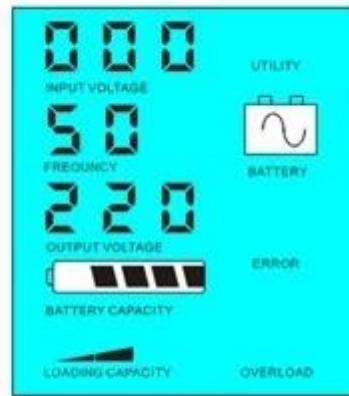 000
UTILITY
INPUT VOLTAGE
50
FREQUNCY
BATTERY
220
OUTPUT VOLTAGE
ERROR
BATTERY CAPACITY
LOADING CAPACITY
OVERLOAD